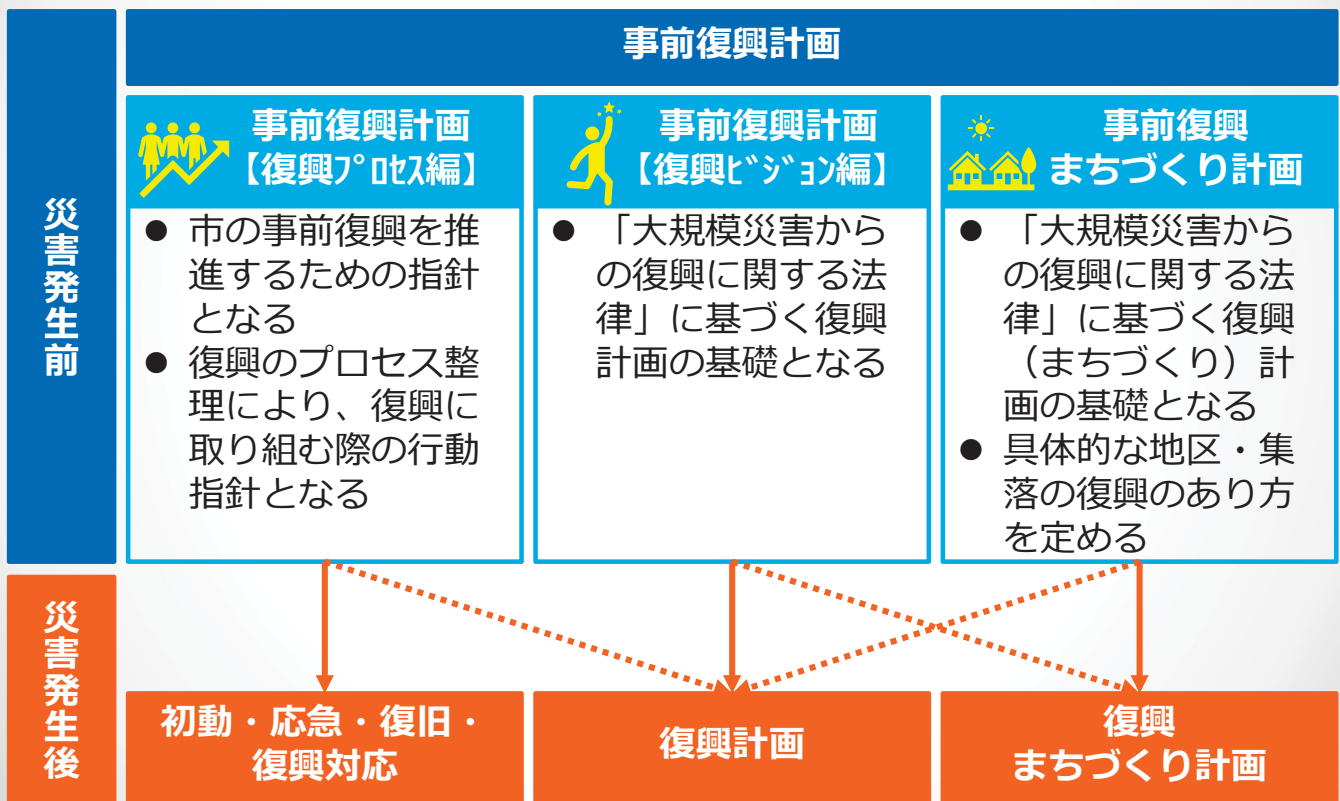 事前復興計画
災害発生前
事前復興計画
【復興ﾌﾟﾛｾｽ編】
● 市の事前復興を推
進するための指針
となる
● 復興のプロセス整
理により、復興に
取り組む際の行動
指針となる
事前復興計画
【復興ﾋﾞｼﾞｮﾝ編】
● 「大規模災害から
の復興に関する法
律」に基づく復興
計画の基礎となる
事前復興
まちづくり計画
● 「大規模災害から
の復興に関する法
律」に基づく復興
（まちづくり）計
画の基礎となる
● 具体的な地区・集
落の復興のあり方
を定める
災害発生後
初動・応急・復旧・
復興対応
復興計画
復興
まちづくり計画